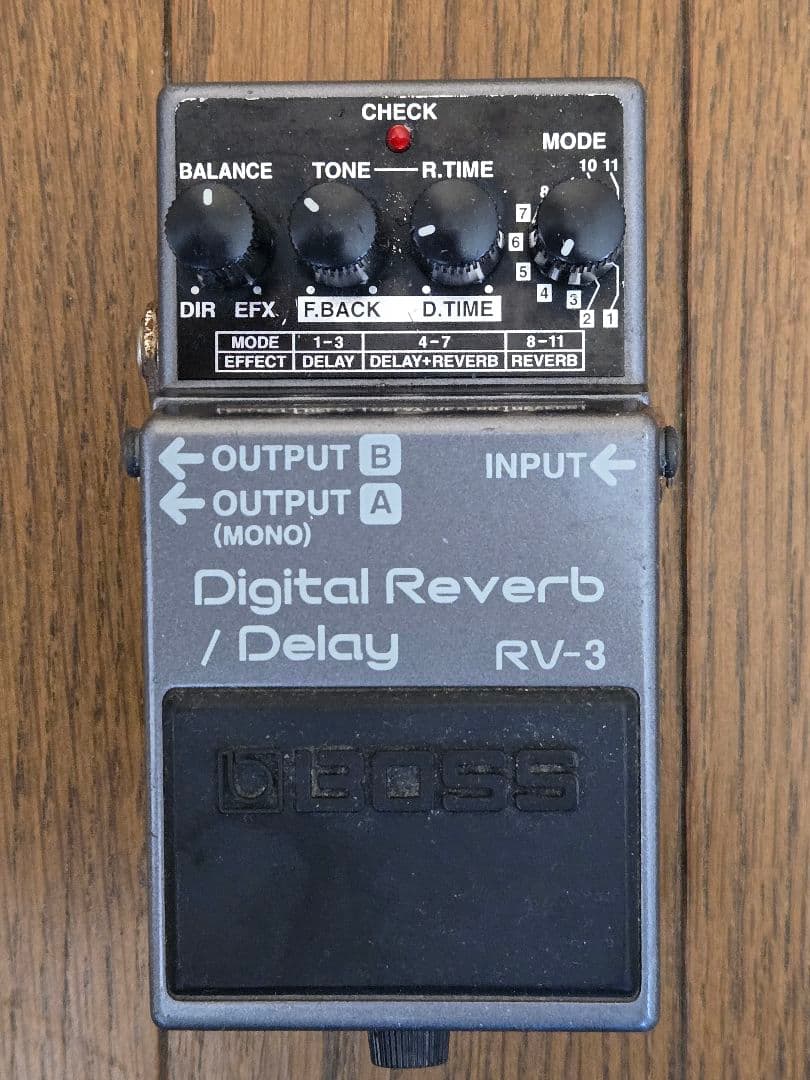 CHECK
BALANCE TONE R.TIME MODE
10 11
8
7
6
5
4
3
2 1
DIR EFX F.BACK D.TIME
MODE 1-3 4-7 8-11
EFFECT DELAY DELAY+REVERB REVERB
OUTPUT B INPUT
OUTPUT A
(MONO)
Digital Reverb
/ Delay RV-3
BOSS